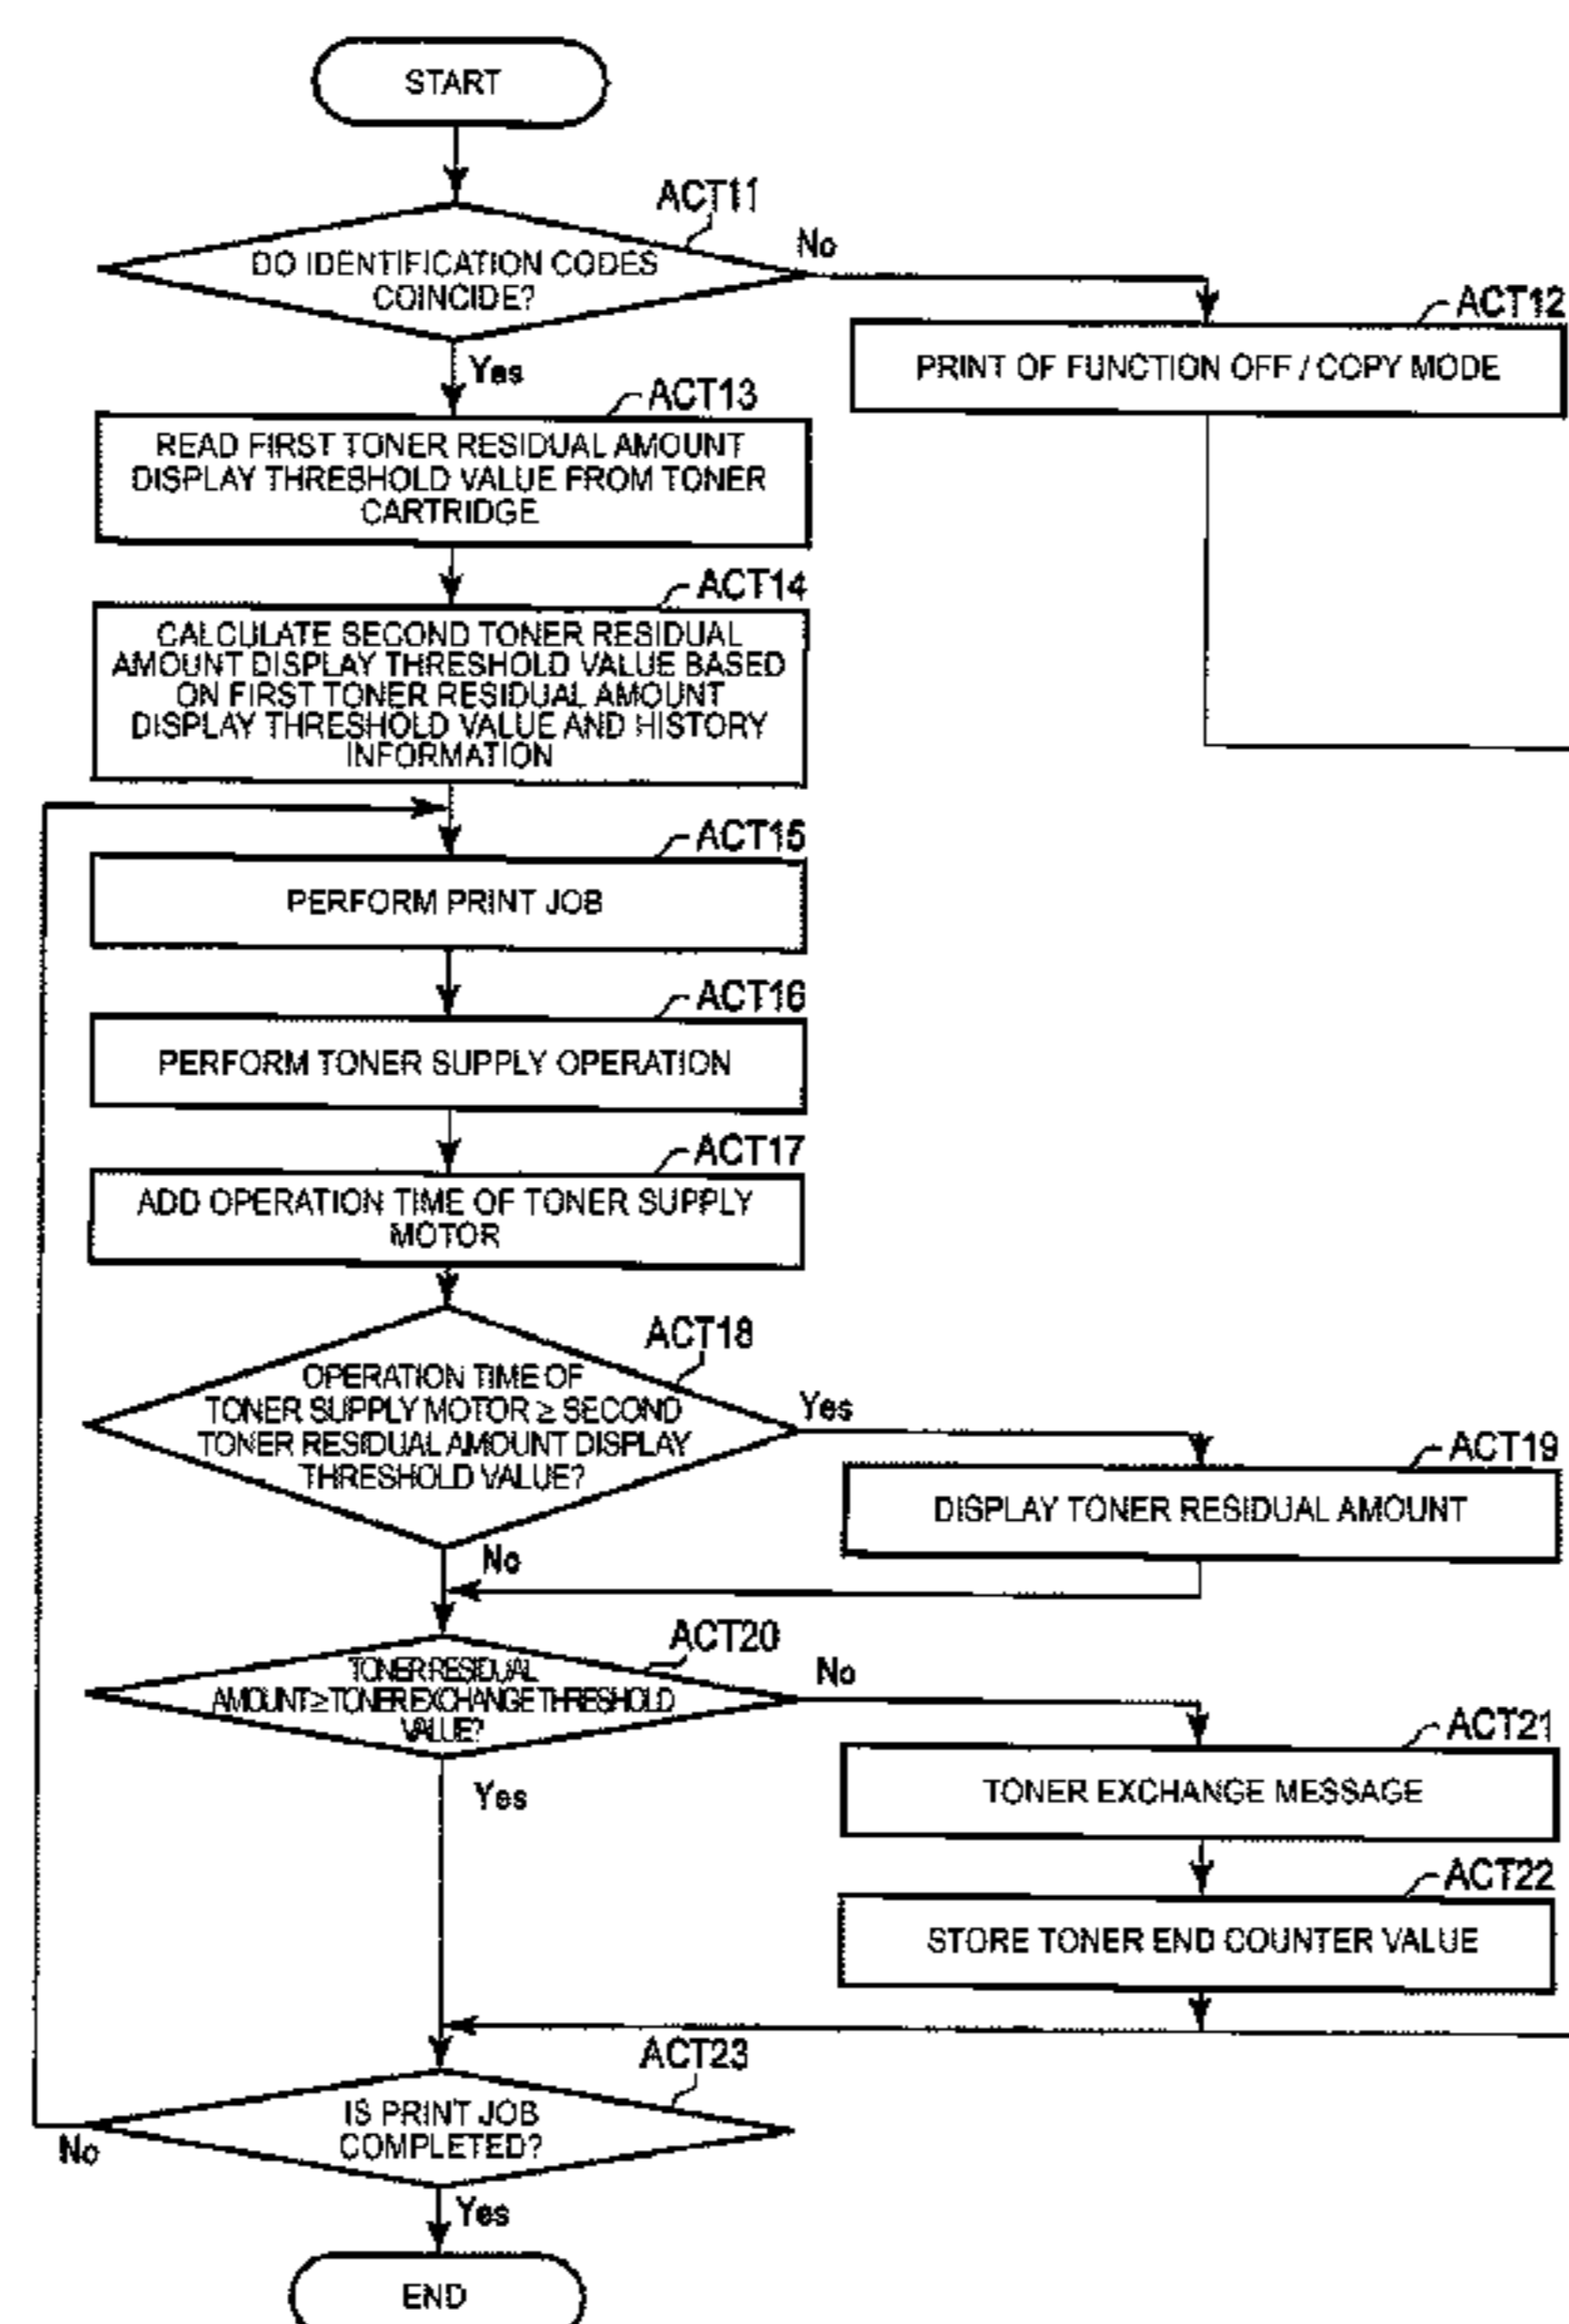 START
ACT11
DO IDENTIFICATION CODES
COINCIDE?
No
ACT12
PRINT OF FUNCTION OFF / COPY MODE
Yes
ACT13
READ FIRST TONER RESIDUAL AMOUNT
DISPLAY THRESHOLD VALUE FROM TONER
CARTRIDGE
ACT14
CALCULATE SECOND TONER RESIDUAL
AMOUNT DISPLAY THRESHOLD VALUE BASED
ON FIRST TONER RESIDUAL AMOUNT
DISPLAY THRESHOLD VALUE AND HISTORY
INFORMATION
ACT15
PERFORM PRINT JOB
ACT16
PERFORM TONER SUPPLY OPERATION
ACT17
ADD OPERATION TIME OF TONER SUPPLY
MOTOR
ACT18
OPERATION TIME OF
TONER SUPPLY MOTOR ≥ SECOND
TONER RESIDUAL AMOUNT DISPLAY
THRESHOLD VALUE?
Yes
ACT19
DISPLAY TONER RESIDUAL AMOUNT
No
ACT20
TONER RESIDUAL
AMOUNT ≥ TONER EXCHANGE THRESHOLD
VALUE?
No
ACT21
TONER EXCHANGE MESSAGE
Yes
ACT22
STORE TONER END COUNTER VALUE
ACT23
IS PRINT JOB
COMPLETED?
No
Yes
END